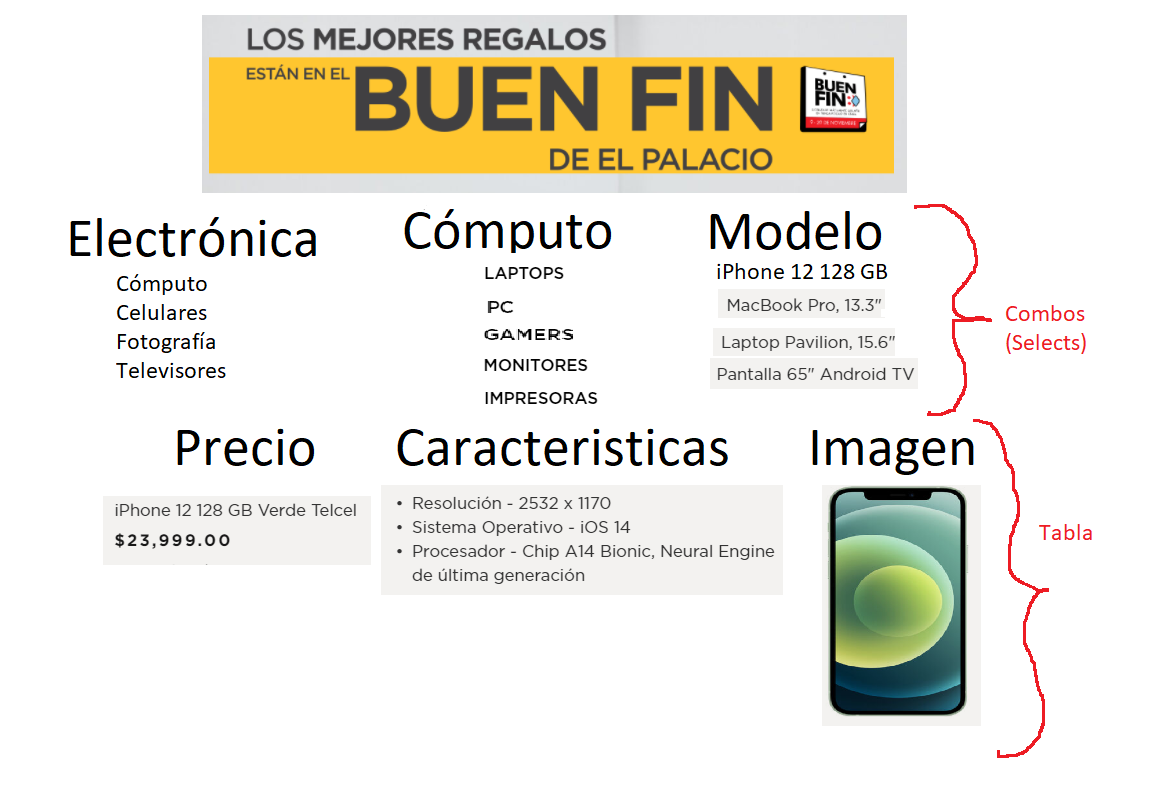 LOS MEJORES REGALOS
ESTÁN EN EL BUEN FIN
DE EL PALACIO
BUEN
FIN
Electrónica
Cómputo
Celulares
Fotografía
Televisores
Cómputo
LAPTOPS
PC
GAMERS
MONITORES
IMPRESORAS
Modelo
iPhone 12 128 GB
MacBook Pro, 13.3"
Laptop Pavilion, 15.6"
Pantalla 65" Android TV
Combos
(Selects)
Precio
iPhone 12 128 GB Verde Telcel
$23,999.00
Caracteristicas
• Resolución - 2532 x 1170
• Sistema Operativo - iOS 14
• Procesador - Chip A14 Bionic, Neural Engine
de última generación
Imagen
Tabla